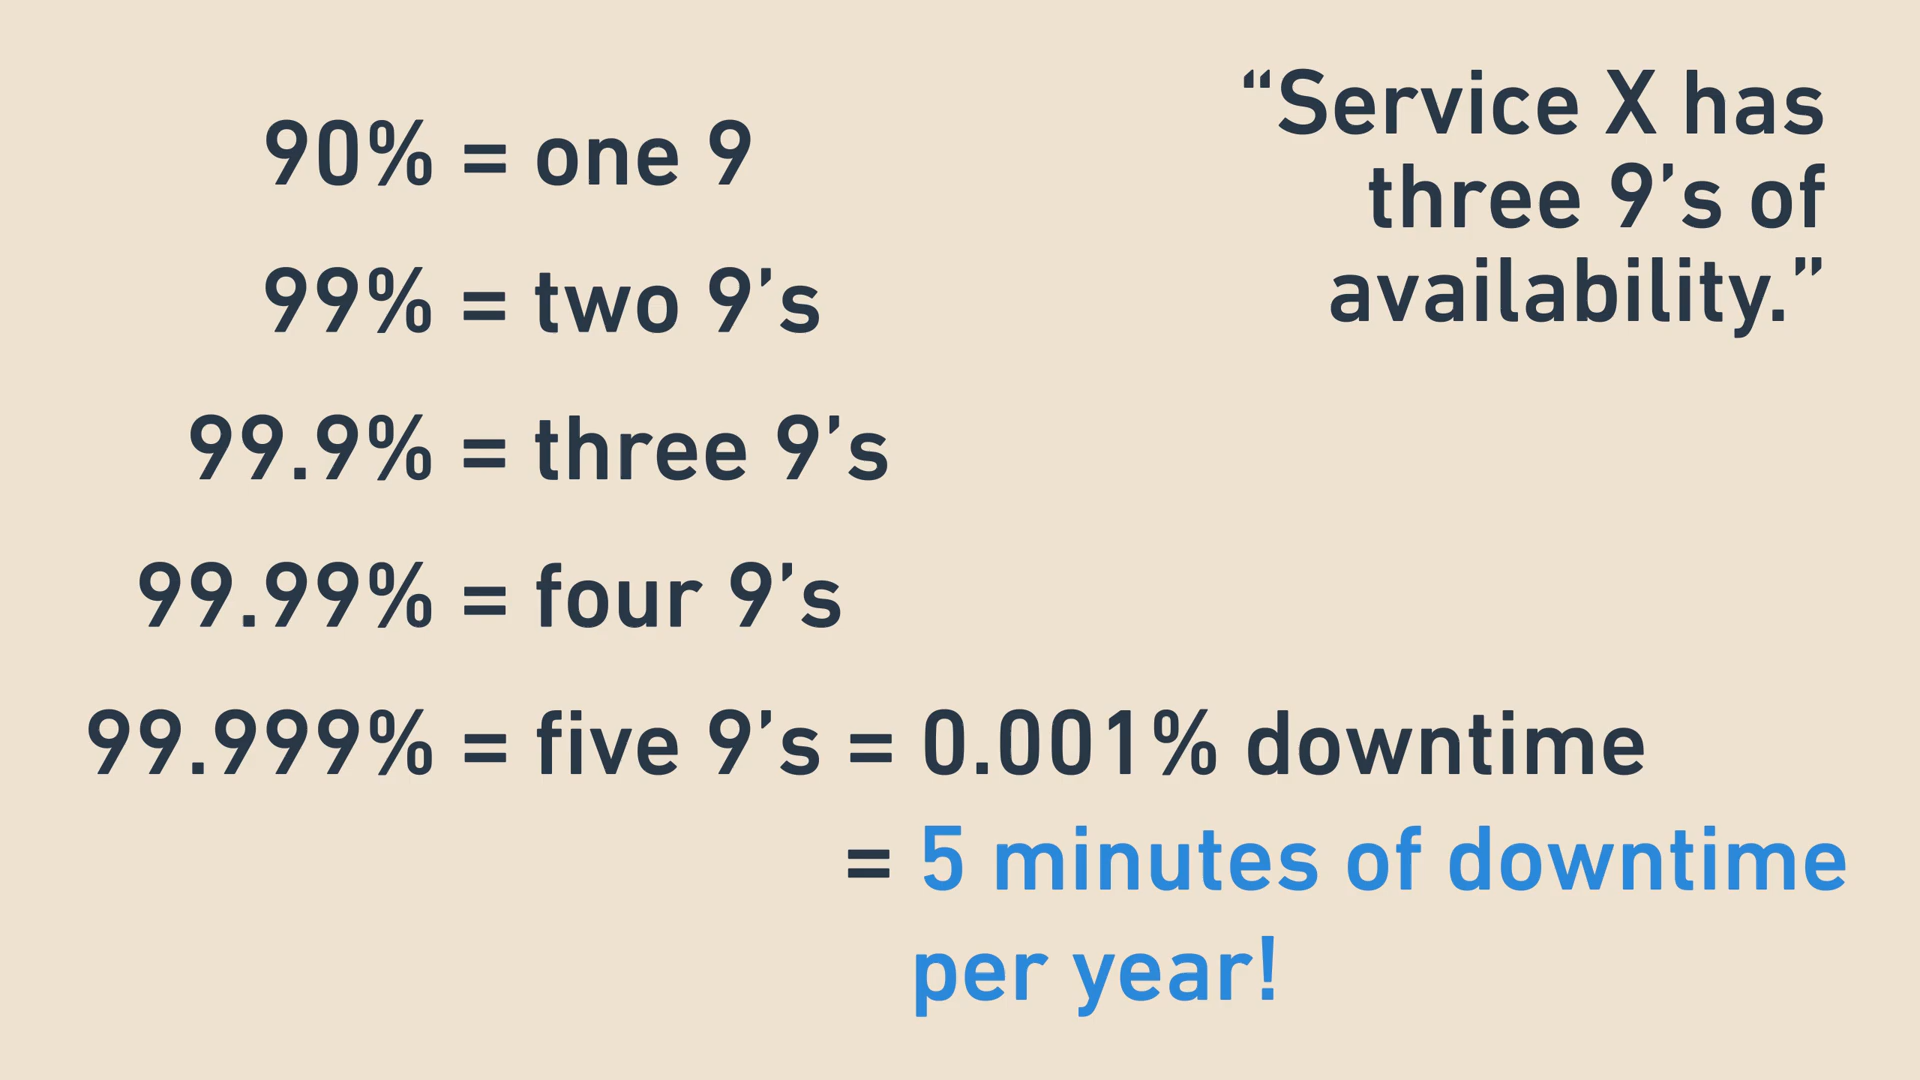 90% = one 9
99% = two 9’s
99.9% = three 9’s
99.99% = four 9’s
99.999% = five 9’s = 0.001% downtime
= 5 minutes of downtime
per year!
“Service X has
three 9’s of
availability.”